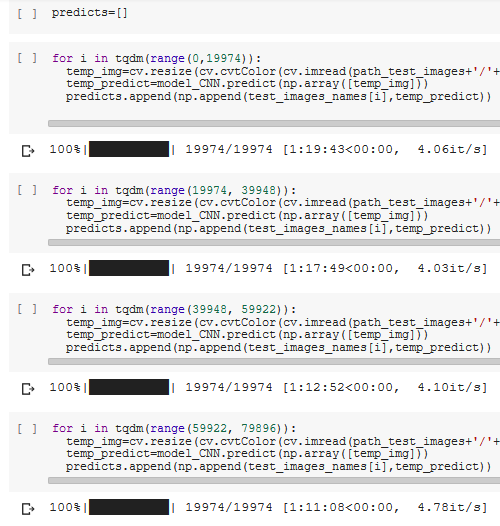 [ ] predicts=[]
[ ] for i in tqdm(range(0,19974)):
temp_img=cv.resize(cv.cvtColor(cv.imread(path_test_images+'/'+
temp_predict=model_CNN.predict(np.array([temp_img]))
predicts.append(np.append(test_images_names[i],temp_predict))
100%|██████████| 19974/19974 [1:19:43<00:00, 4.06it/s]
[ ] for i in tqdm(range(19974, 39948)):
temp_img=cv.resize(cv.cvtColor(cv.imread(path_test_images+'/'+
temp_predict=model_CNN.predict(np.array([temp_img]))
predicts.append(np.append(test_images_names[i],temp_predict))
100%|██████████| 19974/19974 [1:17:49<00:00, 4.03it/s]
[ ] for i in tqdm(range(39948, 59922)):
temp_img=cv.resize(cv.cvtColor(cv.imread(path_test_images+'/'+
temp_predict=model_CNN.predict(np.array([temp_img]))
predicts.append(np.append(test_images_names[i],temp_predict))
100%|██████████| 19974/19974 [1:12:52<00:00, 4.10it/s]
[ ] for i in tqdm(range(59922, 79896)):
temp_img=cv.resize(cv.cvtColor(cv.imread(path_test_images+'/'+
temp_predict=model_CNN.predict(np.array([temp_img]))
predicts.append(np.append(test_images_names[i],temp_predict))
100%|██████████| 19974/19974 [1:11:08<00:00, 4.78it/s]